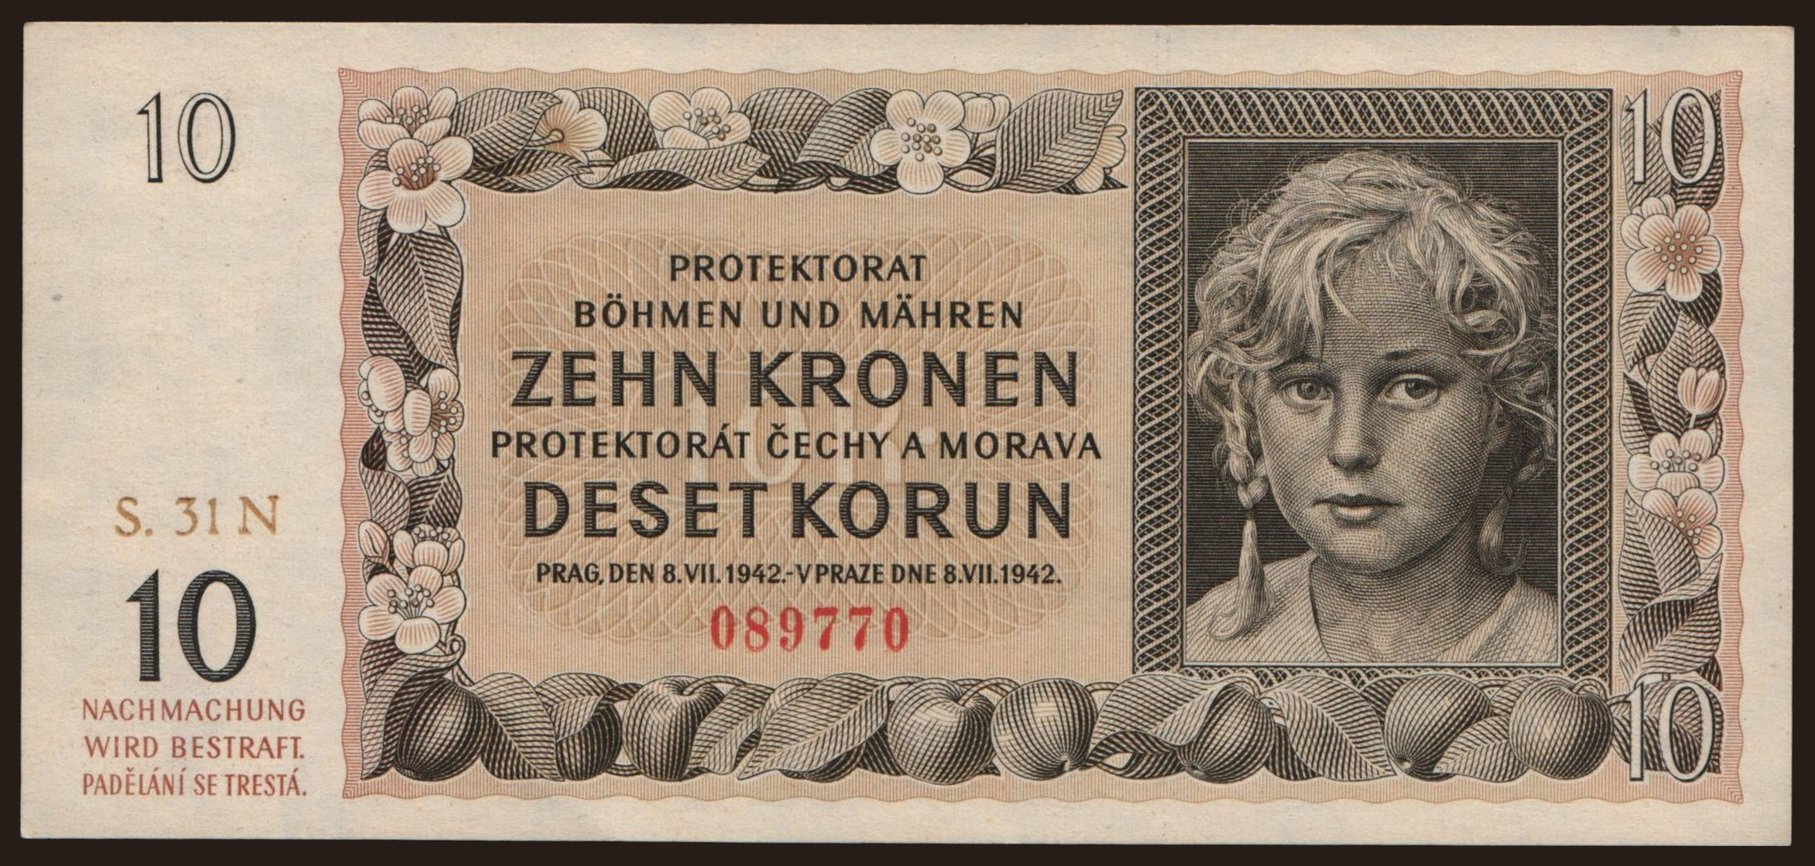 10
10
PROTEKTORAT
BÖHMEN UND MÄHREN
ZEHN KRONEN
PROTEKTORÁT ČECHY A MORAVA
DESET KORUN
PRAG, DEN 8.VII.1942.-V PRAZE DNE 8.VII.1942.
089770
S. 31 N
10
NACHMACHUNG
WIRD BESTRAFT.
PADĚLÁNÍ SE TRESTÁ.
10